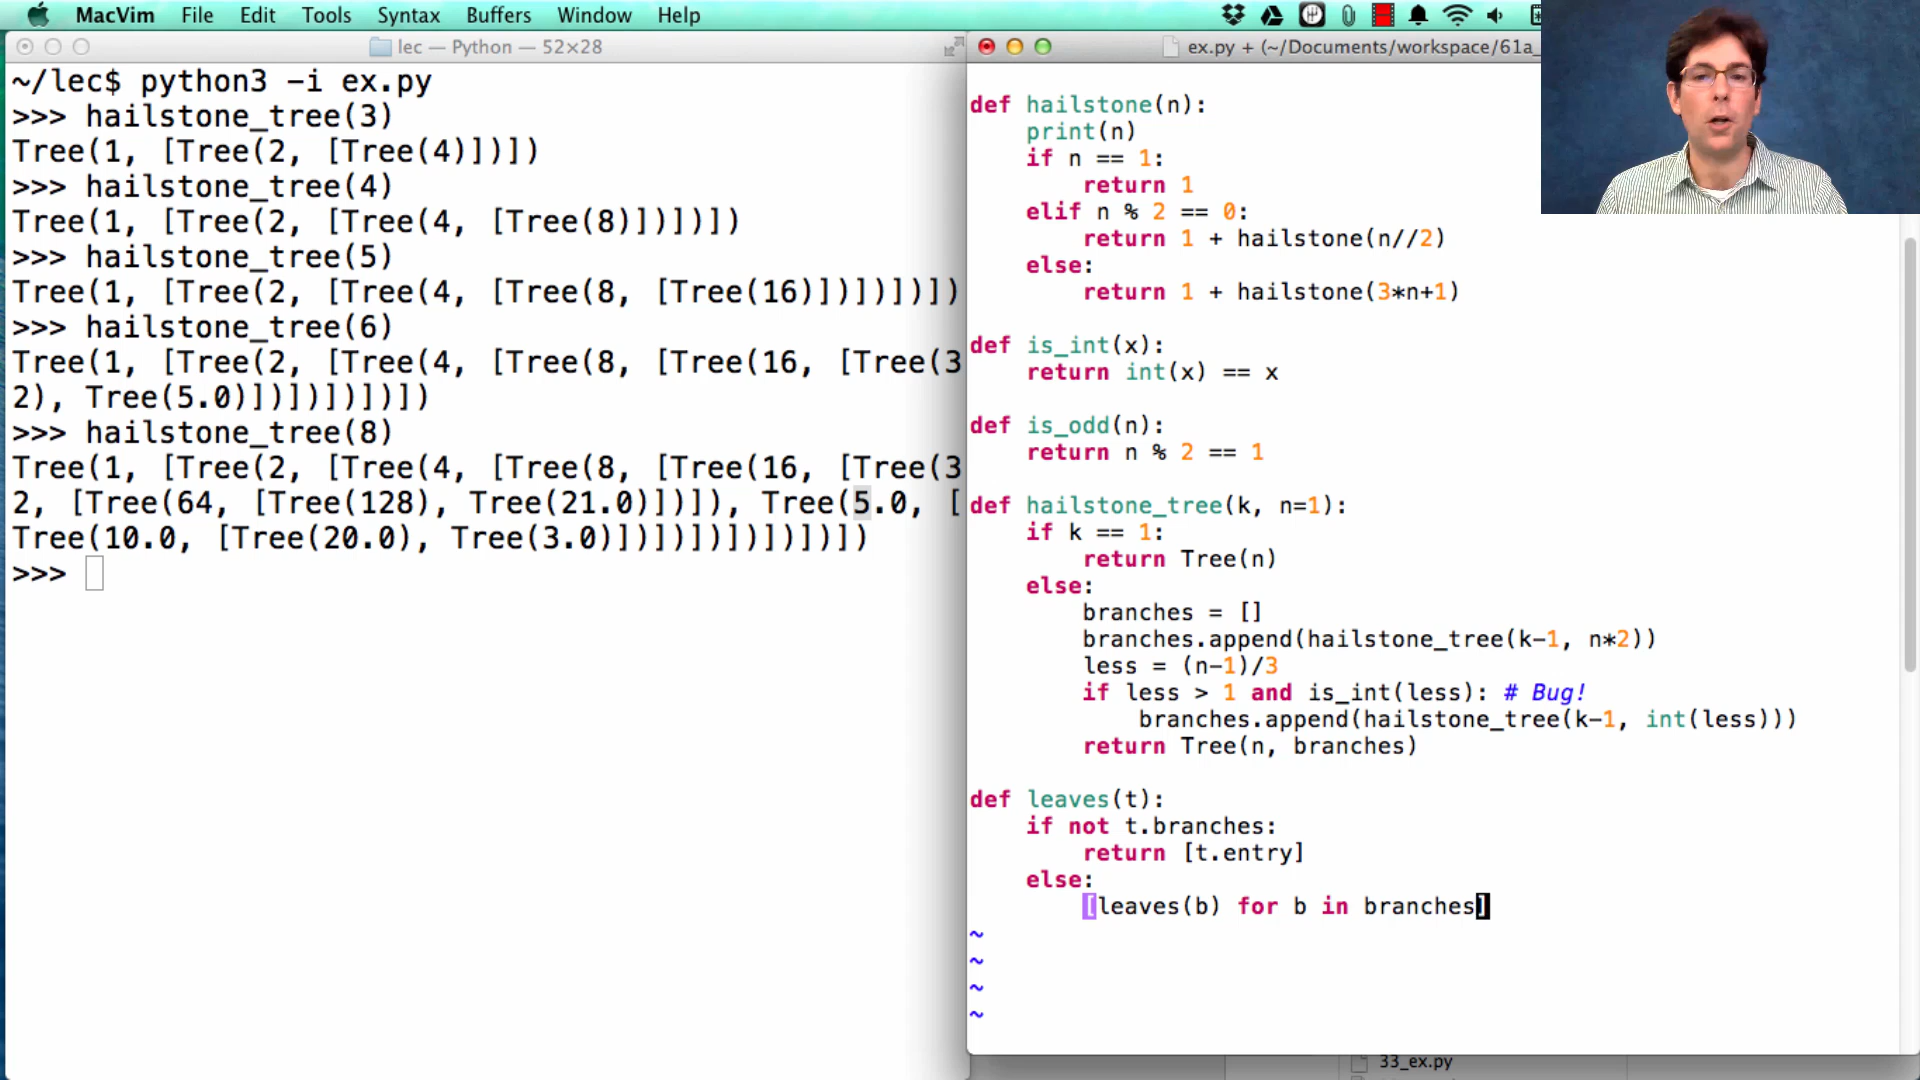 MacVim File Edit Tools Syntax Buffers Window Help
lec — Python — 52×28
~/lec$ python3 -i ex.py
>>> hailstone_tree(3)
Tree(1, [Tree(2, [Tree(4)])])
>>> hailstone_tree(4)
Tree(1, [Tree(2, [Tree(4, [Tree(8)])])])
>>> hailstone_tree(5)
Tree(1, [Tree(2, [Tree(4, [Tree(8, [Tree(16)])])])])
>>> hailstone_tree(6)
Tree(1, [Tree(2, [Tree(4, [Tree(8, [Tree(16, [Tree(3
2), Tree(5.0)])])])])])
>>> hailstone_tree(8)
Tree(1, [Tree(2, [Tree(4, [Tree(8, [Tree(16, [Tree(3
2, [Tree(64, [Tree(128), Tree(21.0)])]), Tree(5.0, [
Tree(10.0, [Tree(20.0), Tree(3.0)])])])])])])])
>>>
ex.py + (~/Documents/workspace/61a_
def hailstone(n):
    print(n)
    if n == 1:
        return 1
    elif n % 2 == 0:
        return 1 + hailstone(n//2)
    else:
        return 1 + hailstone(3*n+1)
def is_int(x):
    return int(x) == x
def is_odd(n):
    return n % 2 == 1
def hailstone_tree(k, n=1):
    if k == 1:
        return Tree(n)
    else:
        branches = []
        branches.append(hailstone_tree(k-1, n*2))
        less = (n-1)/3
        if less > 1 and is_int(less): # Bug!
            branches.append(hailstone_tree(k-1, int(less)))
        return Tree(n, branches)
def leaves(t):
    if not t.branches:
        return [t.entry]
    else:
        [leaves(b) for b in branches]
~
~
~
~
33_ex.py